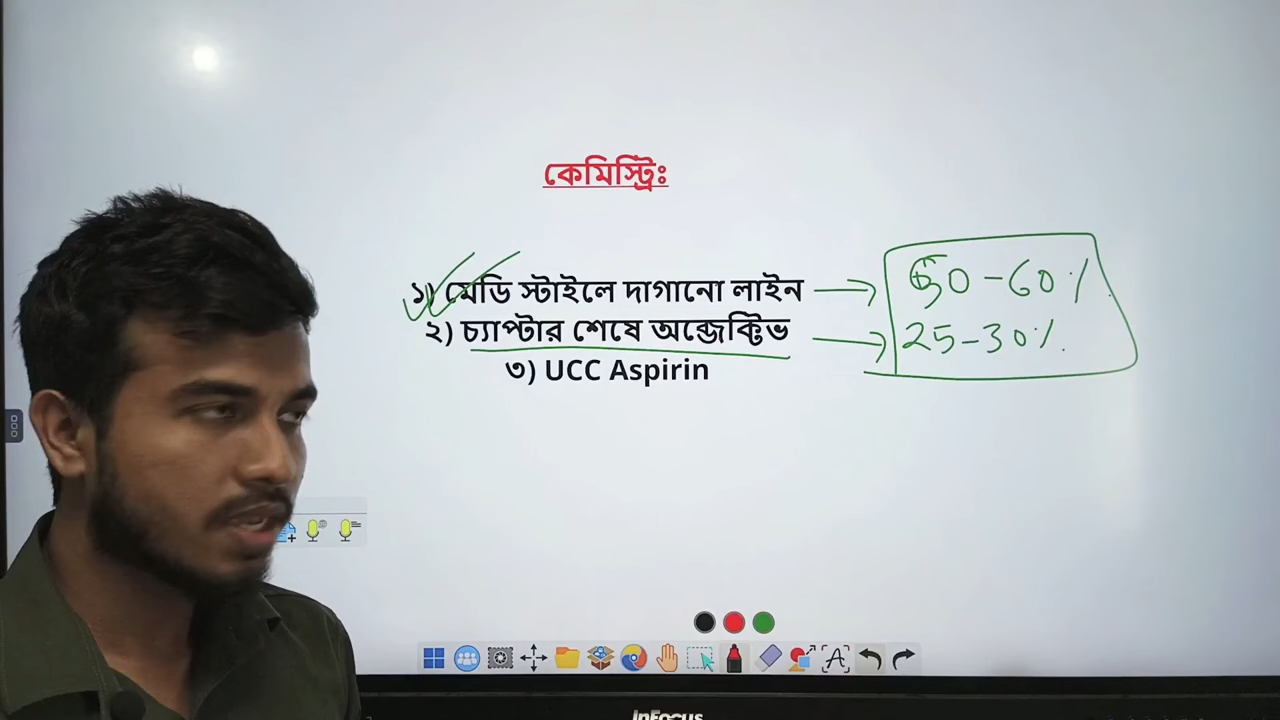 কেমিস্ট্রিঃ
১) মেডি স্টাইলে দাগানো লাইন → 50-60%
২) চ্যাপ্টার শেষে অব্জেক্টিভ → 25-30%
৩) UCC Aspirin
InFocus